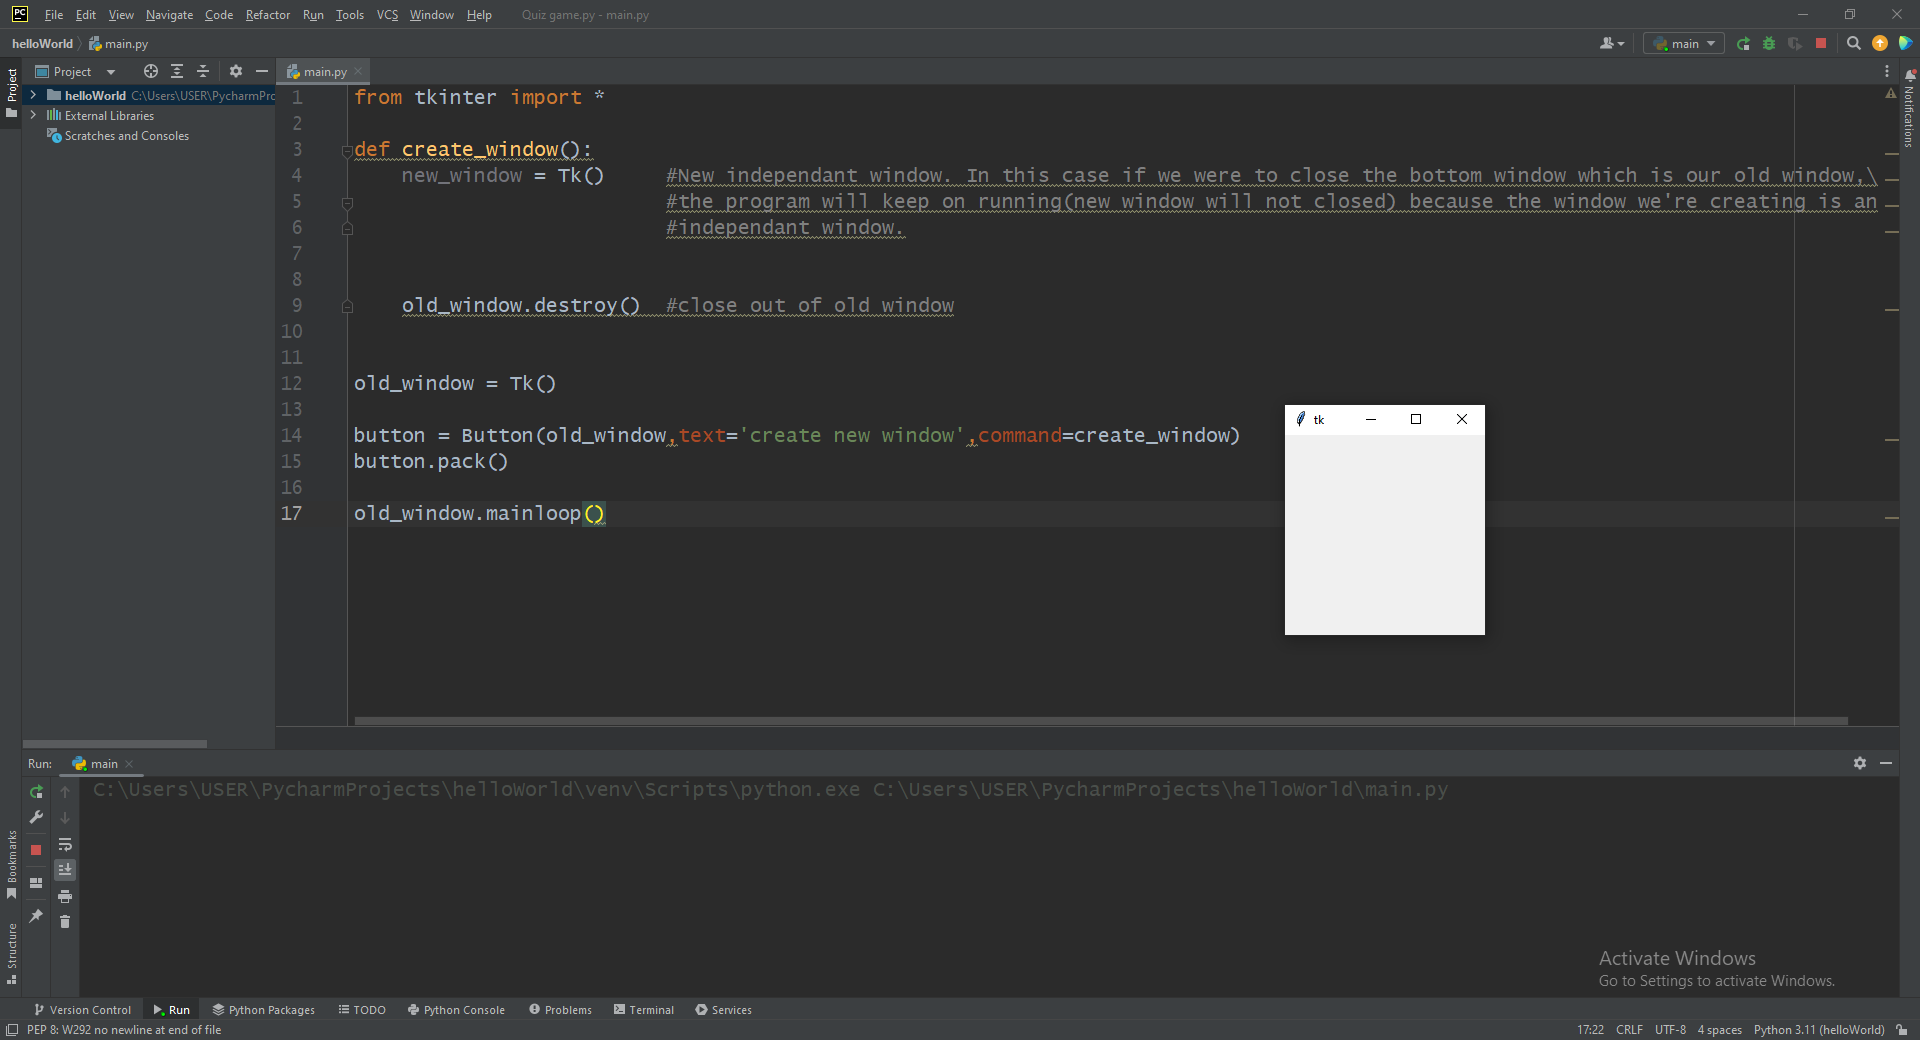 PC File Edit View Navigate Code Refactor Run Tools VCS Window Help Quiz game.py - main.py
helloWorld main.py main
Project main.py
Project
helloWorld C:\Users\USER\PycharmPrc
External Libraries
Scratches and Consoles
1 from tkinter import *
2
3 def create_window():
4 new_window = Tk() #New independant window. In this case if we were to close the bottom window which is our old window,\
5 #the program will keep on running(new window will not closed) because the window we're creating is an
6 #independant window.
7
8
9 old_window.destroy() #close out of old window
10
11
12 old_window = Tk()
13
14 button = Button(old_window,text='create new window',command=create_window)
15 button.pack()
16
17 old_window.mainloop()
tk
Notifications
Run: main
C:\Users\USER\PycharmProjects\helloWorld\venv\Scripts\python.exe C:\Users\USER\PycharmProjects\helloWorld\main.py
Bookmarks
Structure
Activate Windows
Go to Settings to activate Windows.
Version Control Run Python Packages TODO Python Console Problems Terminal Services
PEP 8: W292 no newline at end of file 17:22 CRLF UTF-8 4 spaces Python 3.11 (helloWorld)